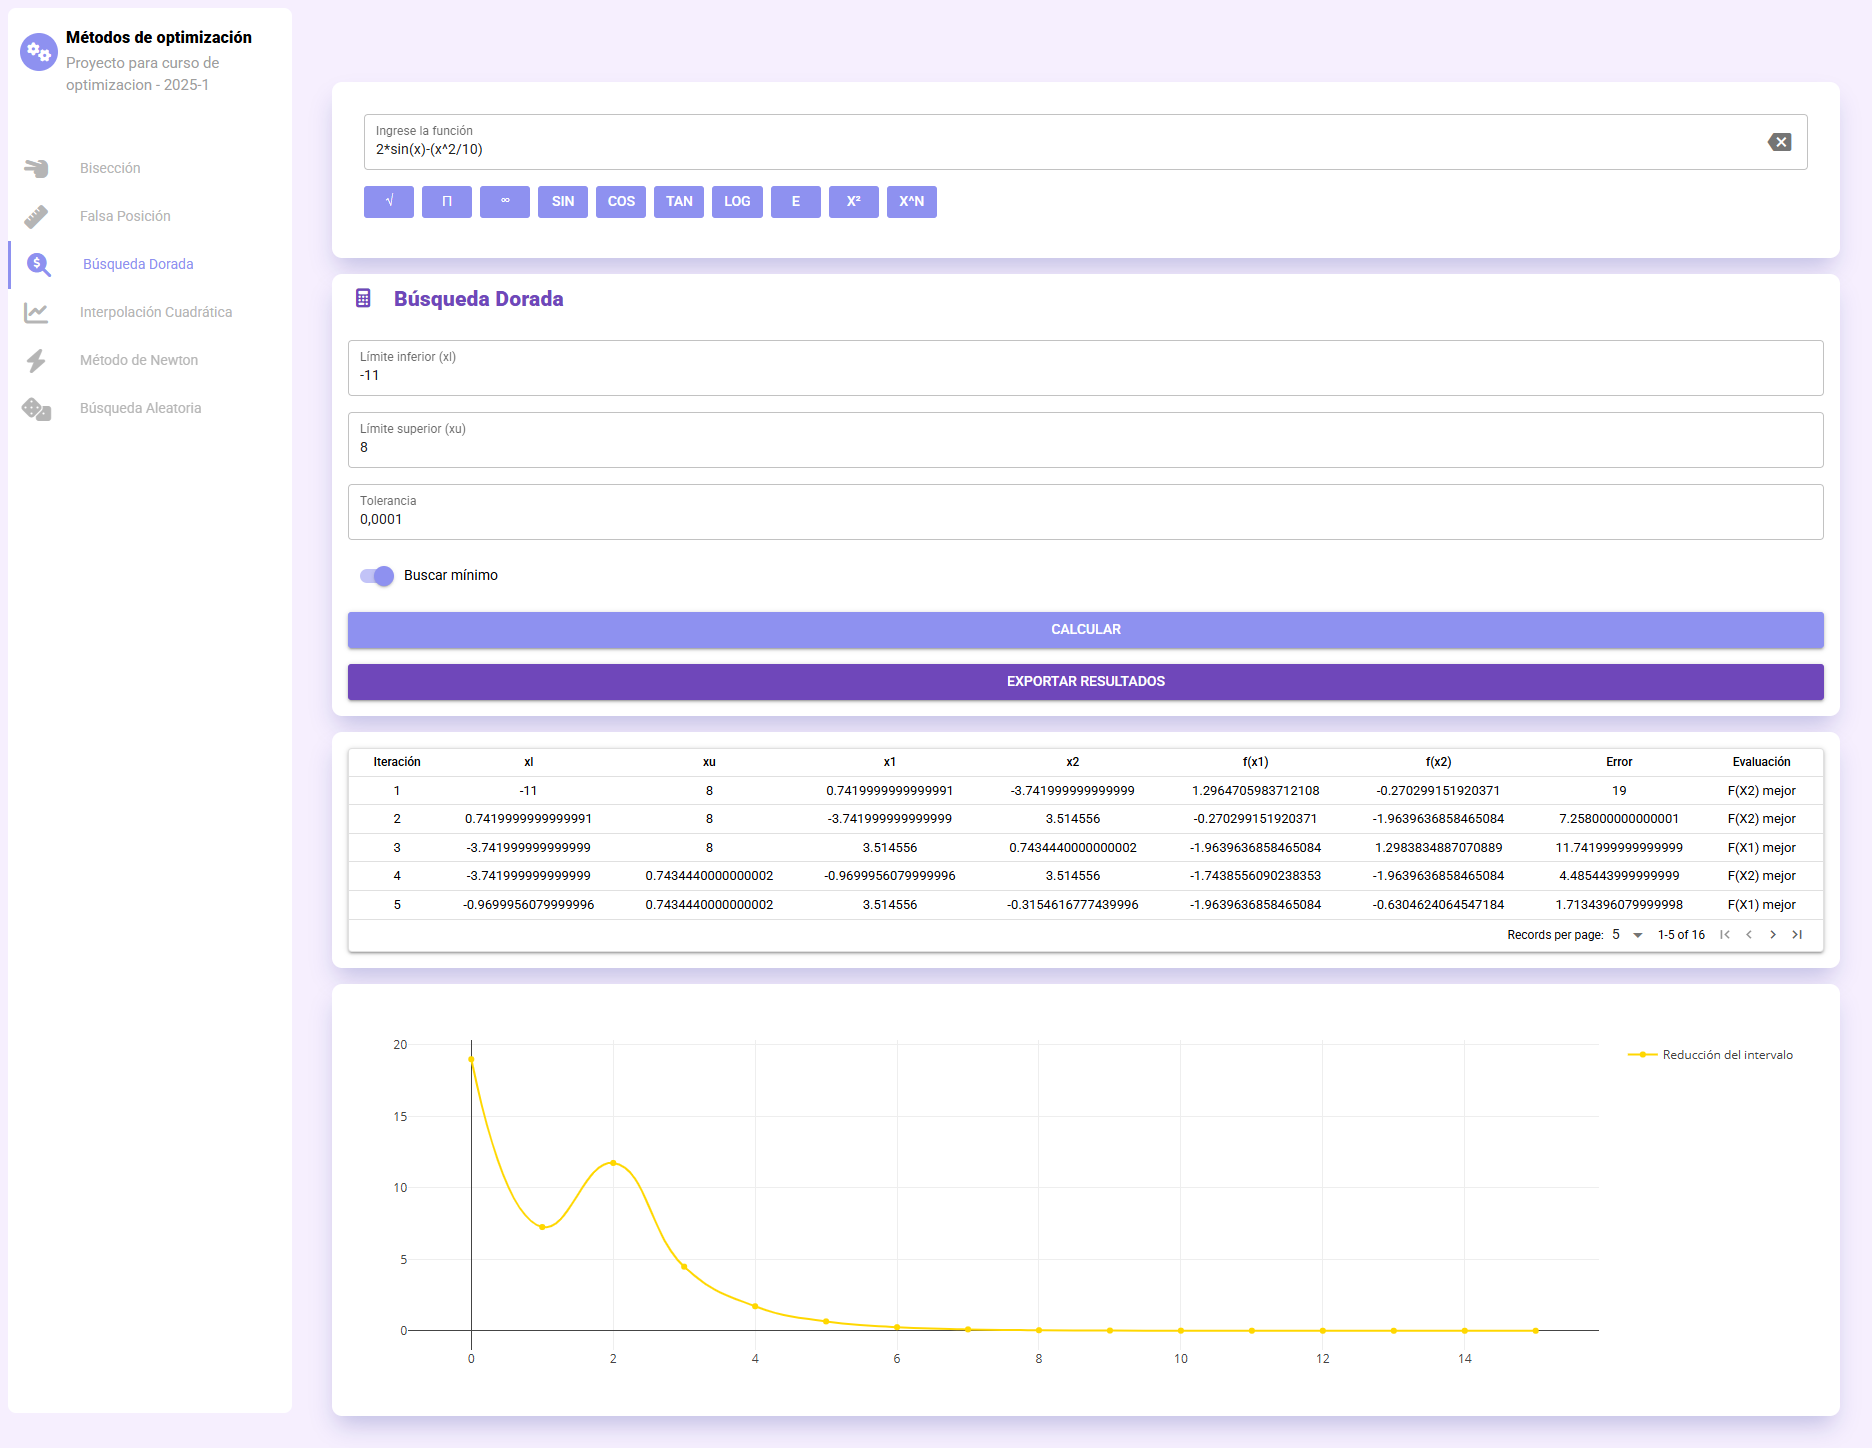 Métodos de optimización
Proyecto para curso de
optimizacion - 2025-1
Bisección
Falsa Posición
Búsqueda Dorada
Interpolación Cuadrática
Método de Newton
Búsqueda Aleatoria
Ingrese la función
2*sin(x)-(x^2/10)
√ Π ∞ SIN COS TAN LOG E X² X^N
Búsqueda Dorada
Límite inferior (xl)
-11
Límite superior (xu)
8
Tolerancia
0,0001
Buscar mínimo
CALCULAR
EXPORTAR RESULTADOS
Iteración xl xu x1 x2 f(x1) f(x2) Error Evaluación
1 -11 8 0.7419999999999991 -3.741999999999999 1.2964705983712108 -0.270299151920371 19 F(X2) mejor
2 0.7419999999999991 8 -3.741999999999999 3.514556 -0.270299151920371 -1.9639636858465084 7.258000000000001 F(X2) mejor
3 -3.741999999999999 8 3.514556 0.7434440000000002 -1.9639636858465084 1.2983834887070889 11.741999999999999 F(X1) mejor
4 -3.741999999999999 0.7434440000000002 -0.9699956079999996 3.514556 -1.7438556090238353 -1.9639636858465084 4.485443999999999 F(X2) mejor
5 -0.9699956079999996 0.7434440000000002 3.514556 -0.3154616777439996 -1.9639636858465084 -0.6304624064547184 1.7134396079999998 F(X1) mejor
Records per page: 5 1-5 of 16
20
15
10
5
0
0 2 4 6 8 10 12 14
Reducción del intervalo